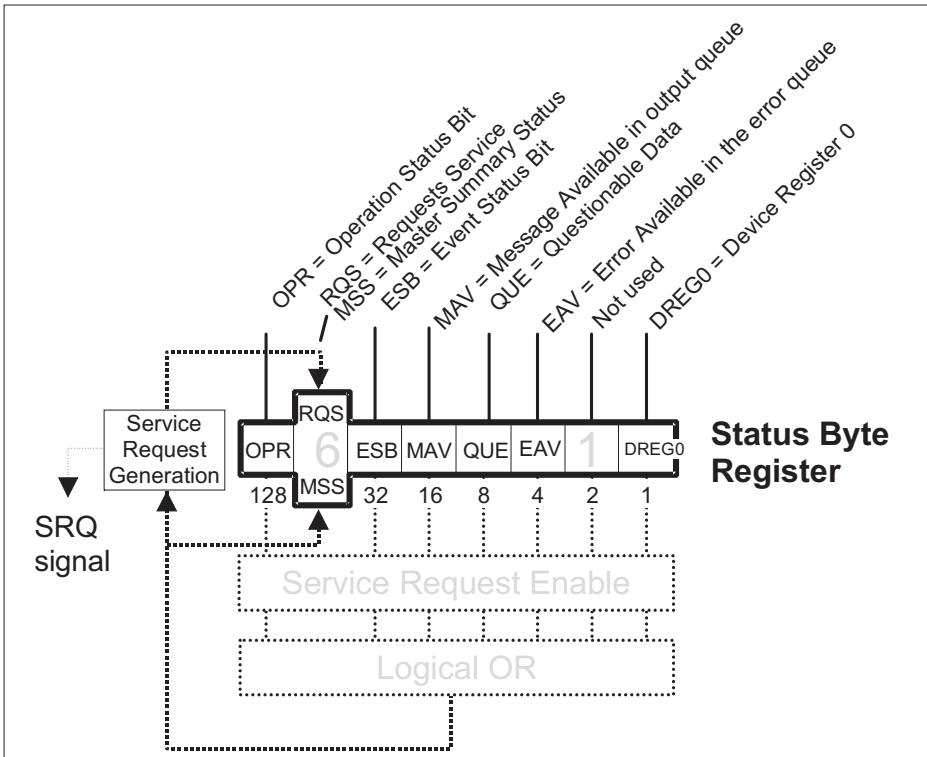 OPR = Operation Status Bit
RQS = Requests Service
MSS = Master Summary Status
ESB = Event Status Bit
MAV = Message Available in output queue
QUE = Questionable Data
EAV = Error Available in the error queue
Not used
DREG0 = Device Register 0
Service
Request
Generation
SRQ
signal
OPR
RQS
6
MSS
ESB
MAV
QUE
EAV
1
DREG0
Status Byte
Register
128
32
16
8
4
2
1
Service Request Enable
Logical OR